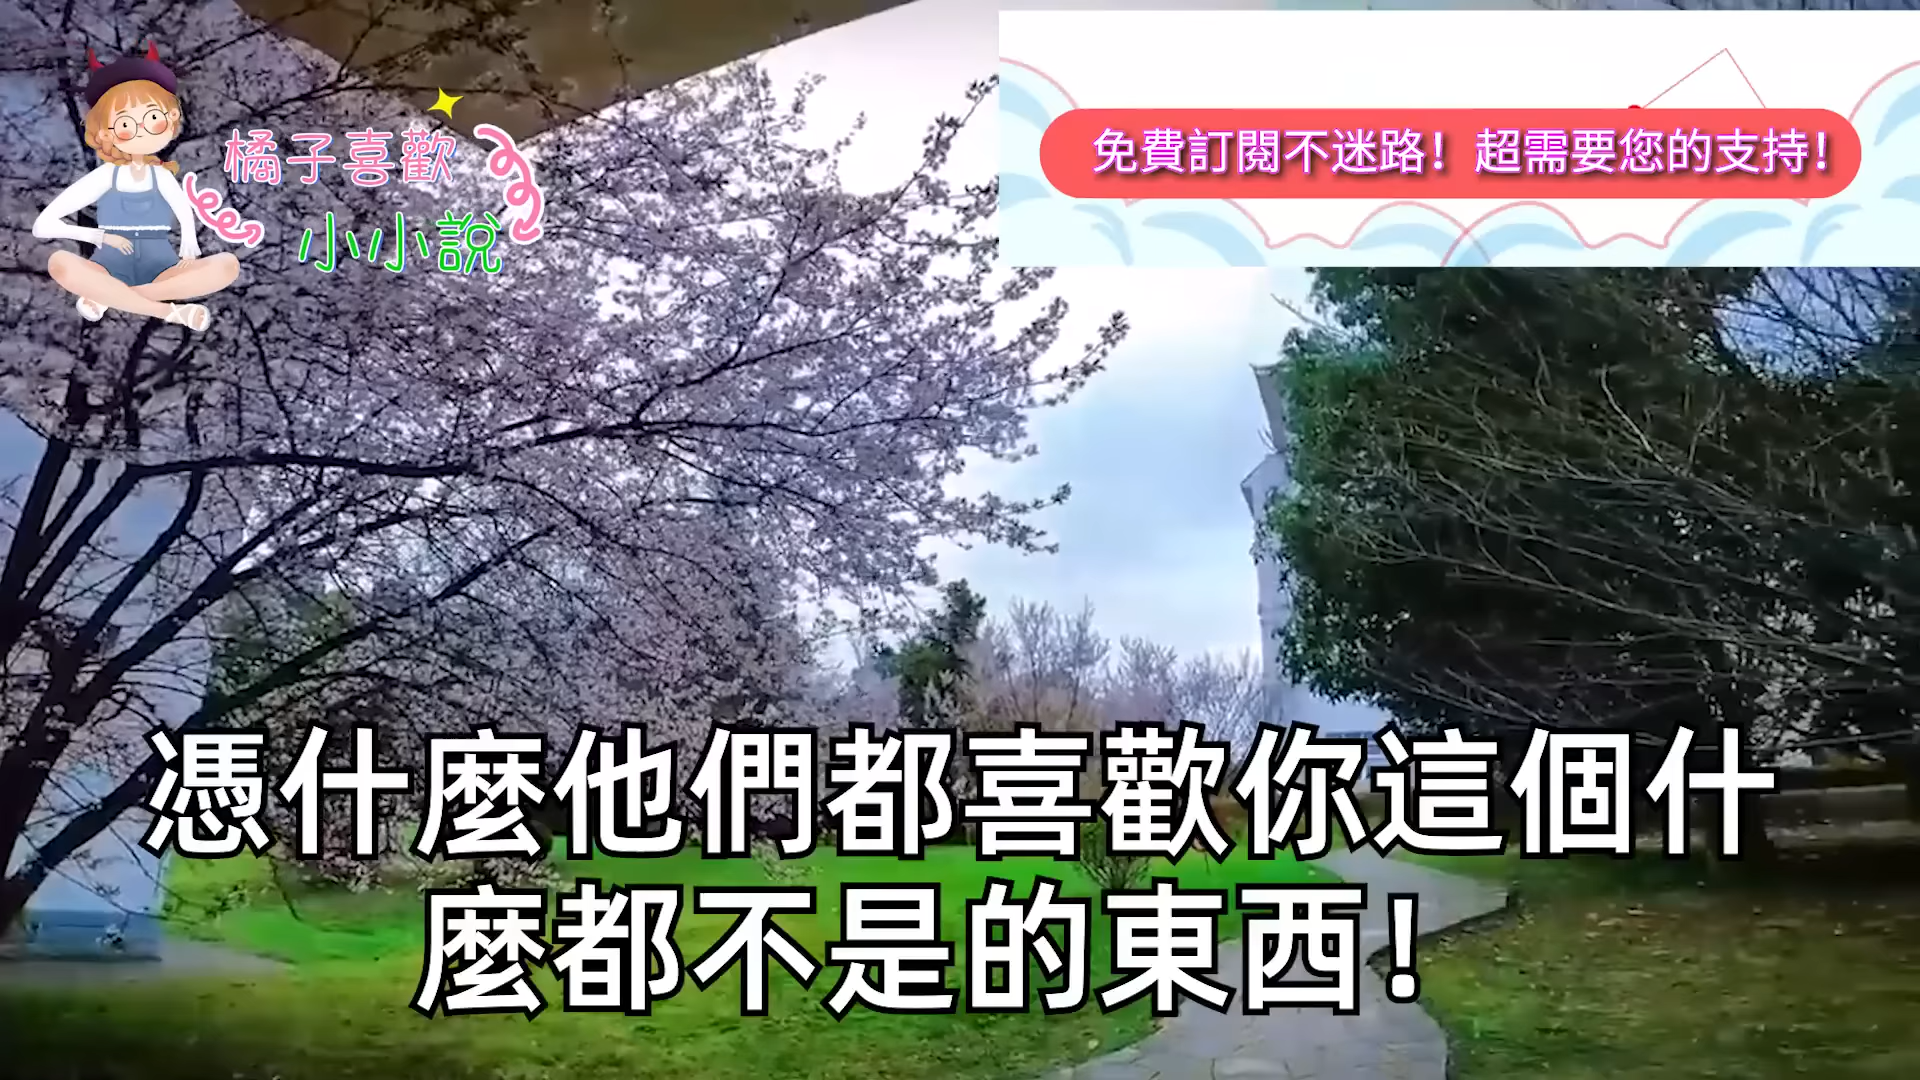 橘子喜歡
小小說
免費訂閱不迷路！超需要您的支持！
憑什麼他們都喜歡你這個什
麼都不是的東西！